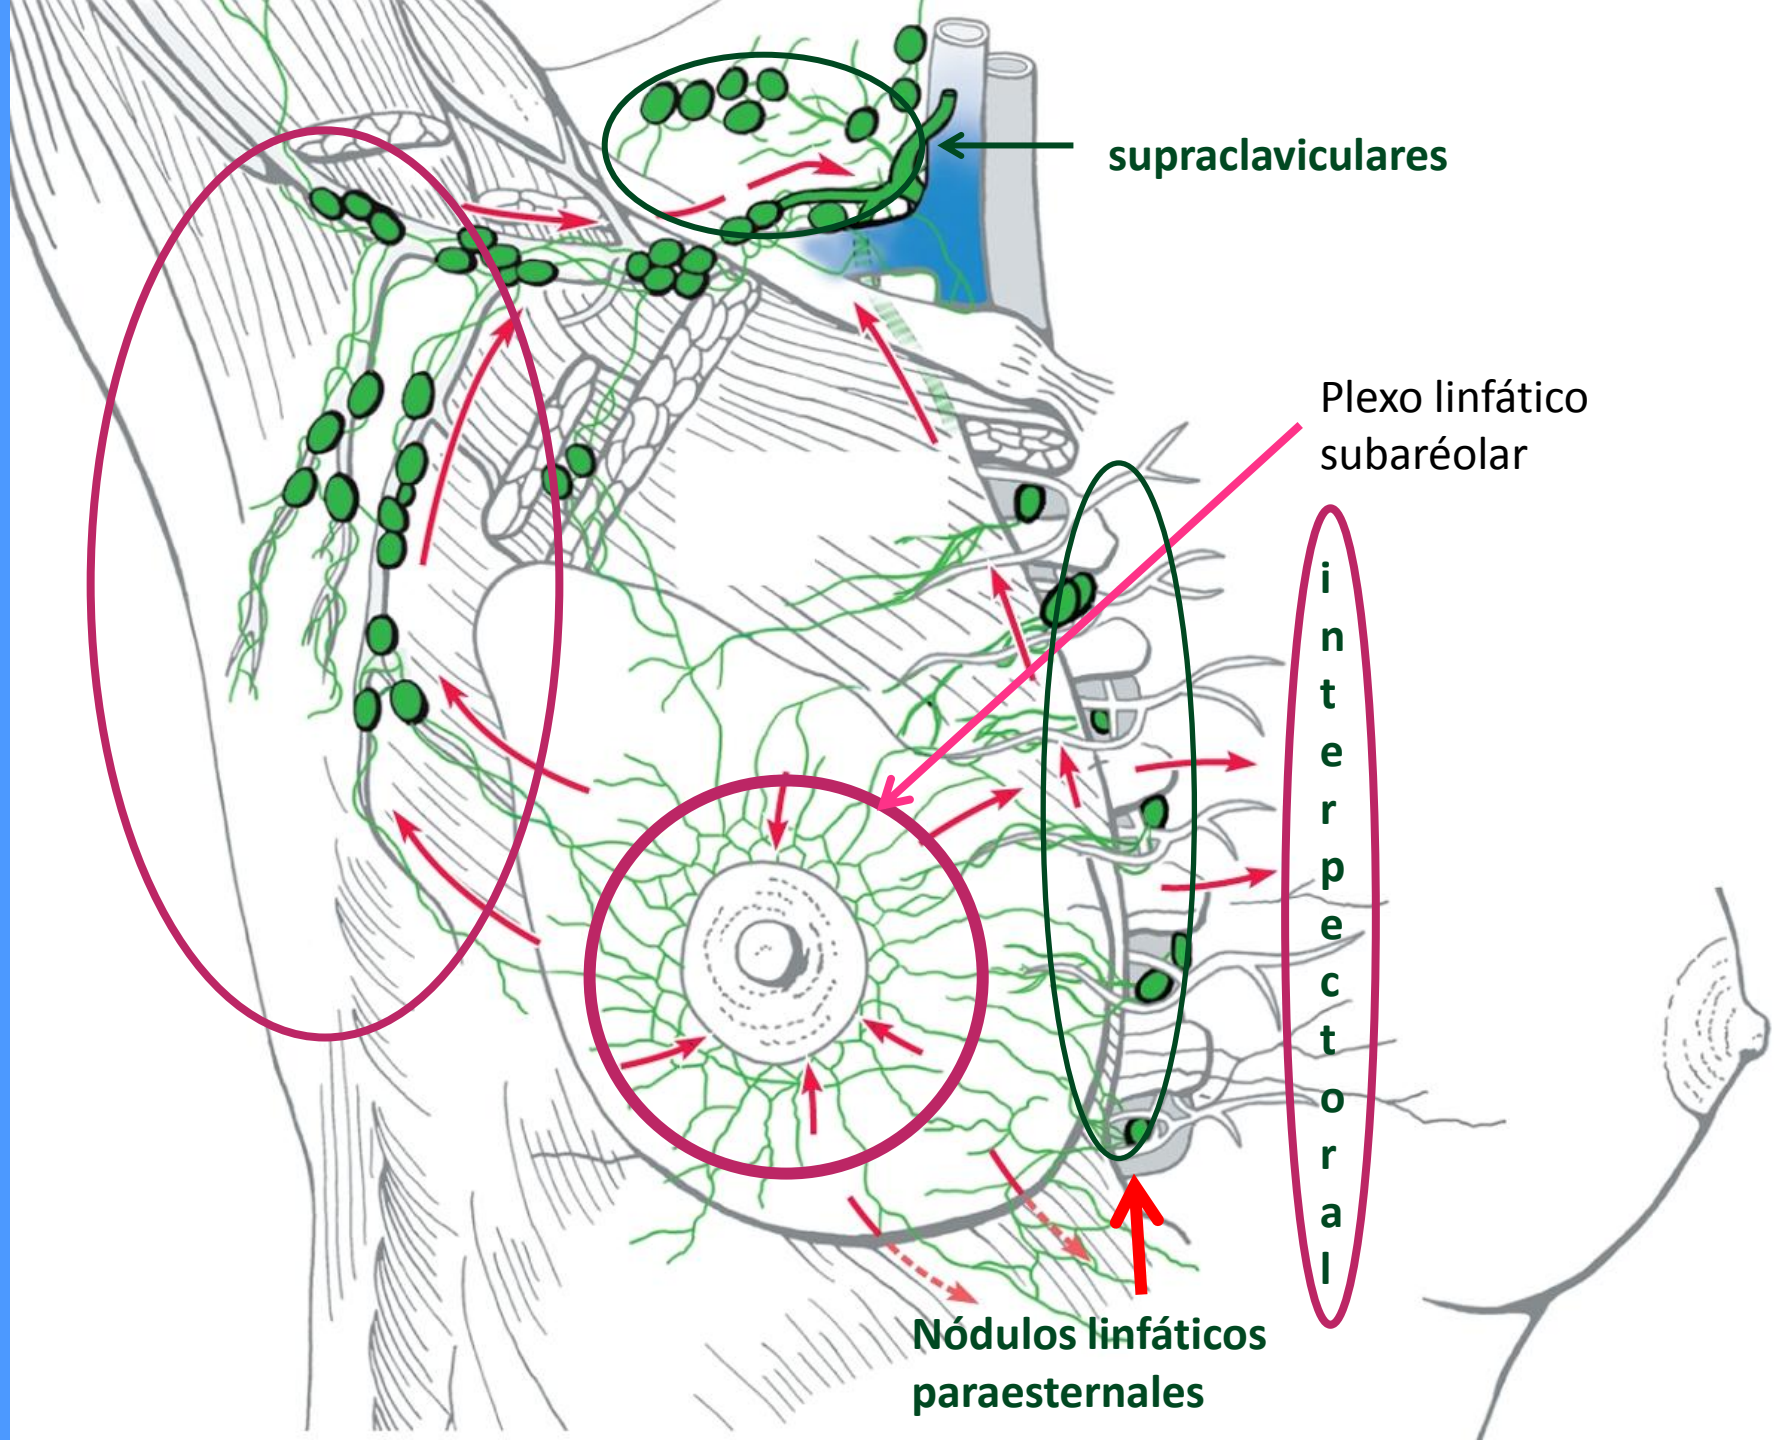 supraclaviculares
Plexo linfático
subaréolar
i
n
t
e
r
p
e
c
t
o
r
a
l
Nódulos linfáticos
paraesternales